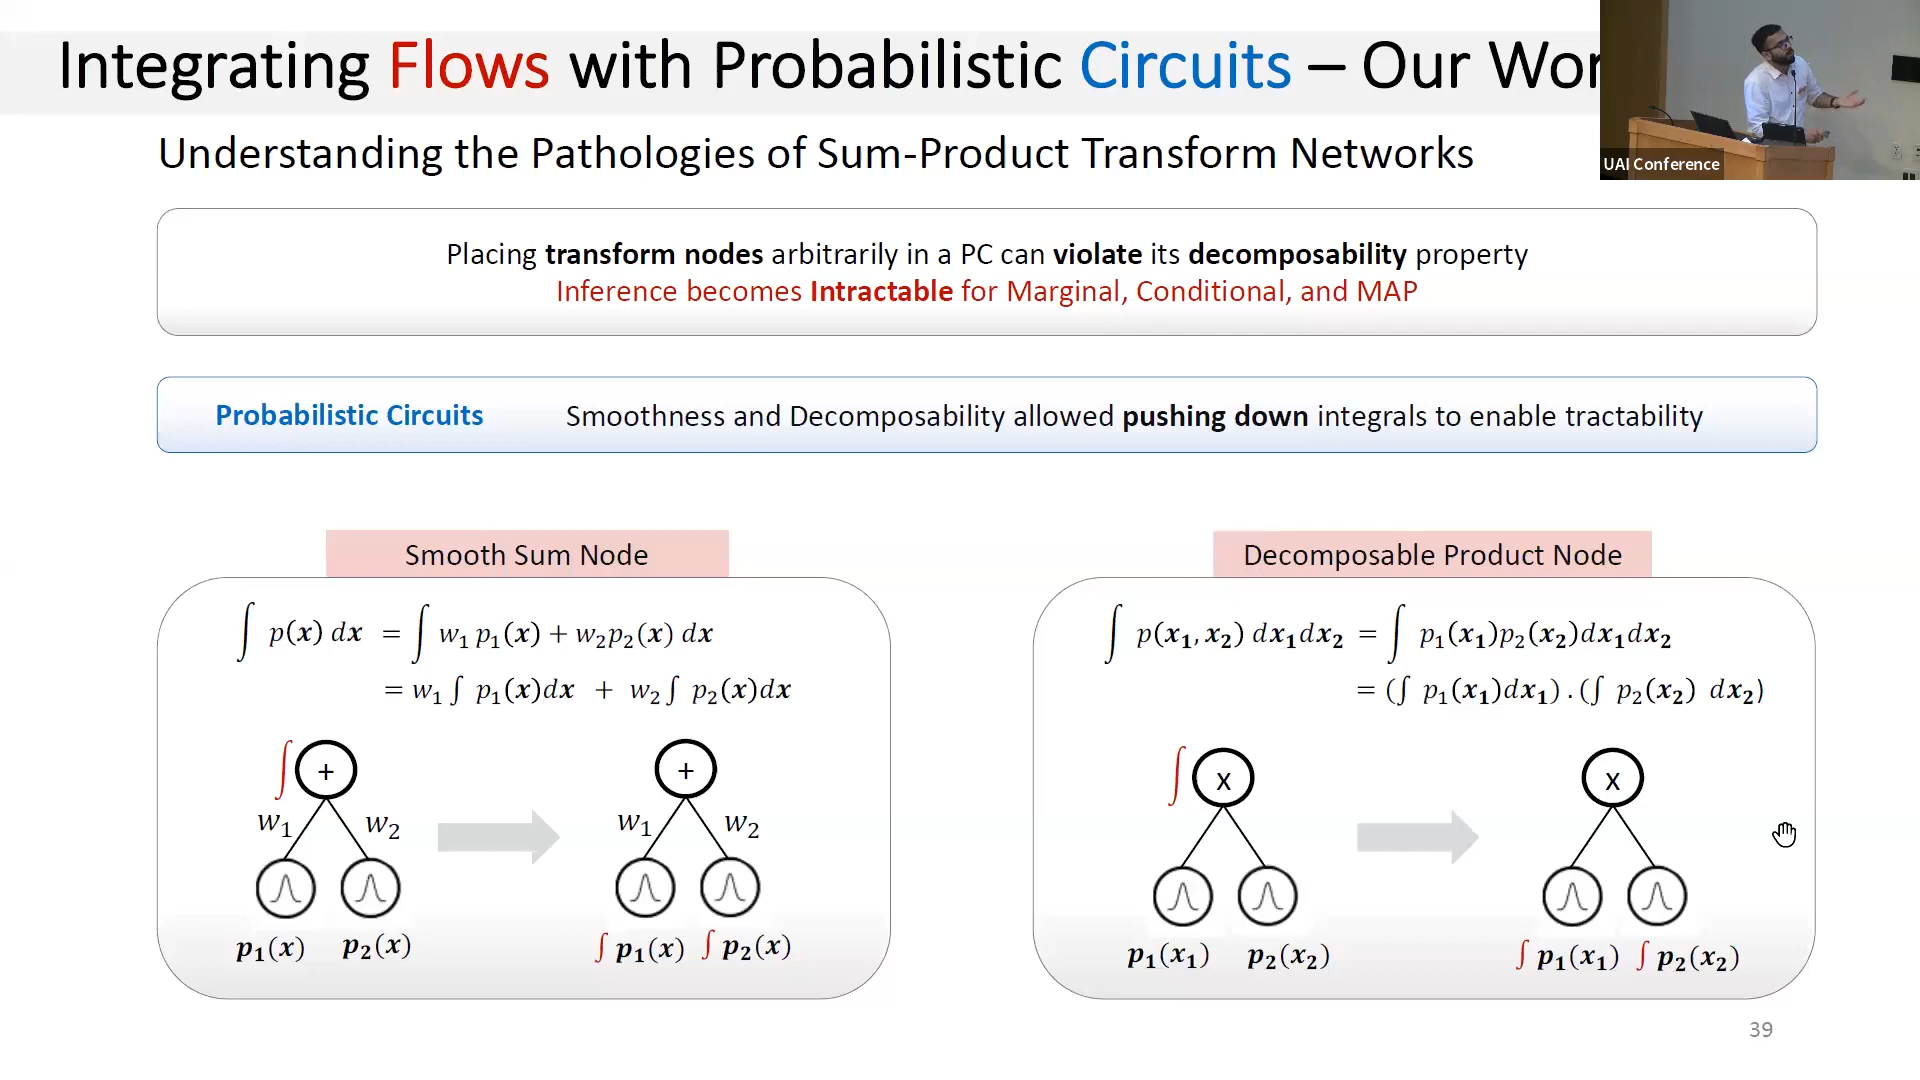 Integrating Flows with Probabilistic Circuits – Our Wor
UAI Conference
Understanding the Pathologies of Sum-Product Transform Networks
Placing transform nodes arbitrarily in a PC can violate its decomposability property
Inference becomes Intractable for Marginal, Conditional, and MAP
Probabilistic Circuits Smoothness and Decomposability allowed pushing down integrals to enable tractability
Smooth Sum Node
∫ p(x) dx = ∫ w₁ p₁(x) + w₂p₂(x) dx
= w₁ ∫ p₁(x)dx + w₂ ∫ p₂(x)dx
∫ +
w₁ w₂
p₁(x) p₂(x)
+
w₁ w₂
∫ p₁(x) ∫ p₂(x)
Decomposable Product Node
∫ p(x₁, x₂) dx₁dx₂ = ∫ p₁(x₁)p₂(x₂)dx₁dx₂
= (∫ p₁(x₁)dx₁) . (∫ p₂(x₂) dx₂)
∫ x
p₁(x₁) p₂(x₂)
x
∫ p₁(x₁) ∫ p₂(x₂)
39